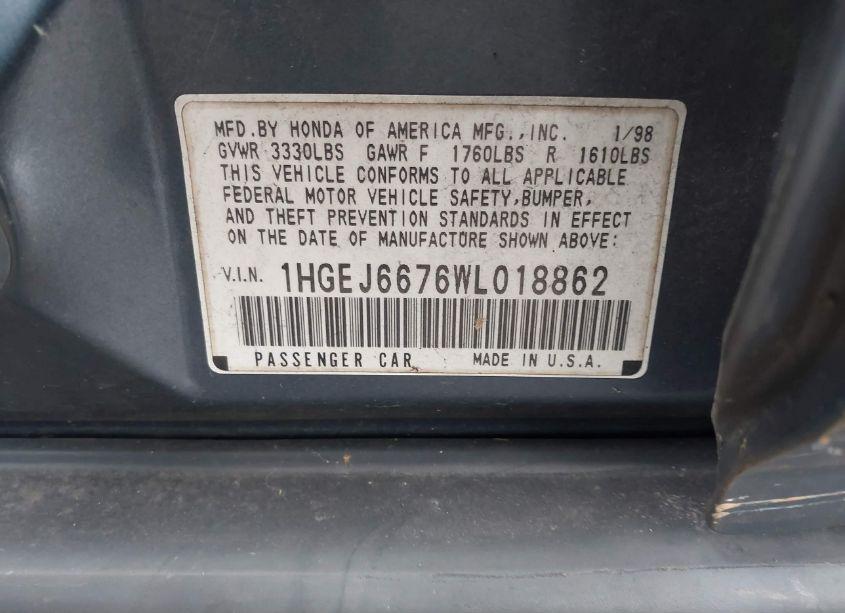 MFD.BY HONDA OF AMERICA MFG.,INC. 1/98
GVWR 3330LBS GAWR F 1760LBS R 1610LBS
THIS VEHICLE CONFORMS TO ALL APPLICABLE
FEDERAL MOTOR VEHICLE SAFETY,BUMPER,
AND THEFT PREVENTION STANDARDS IN EFFECT
ON THE DATE OF MANUFACTURE SHOWN ABOVE:
V.I.N. 1HGEJ6676WL018862
PASSENGER CAR MADE IN U.S.A.